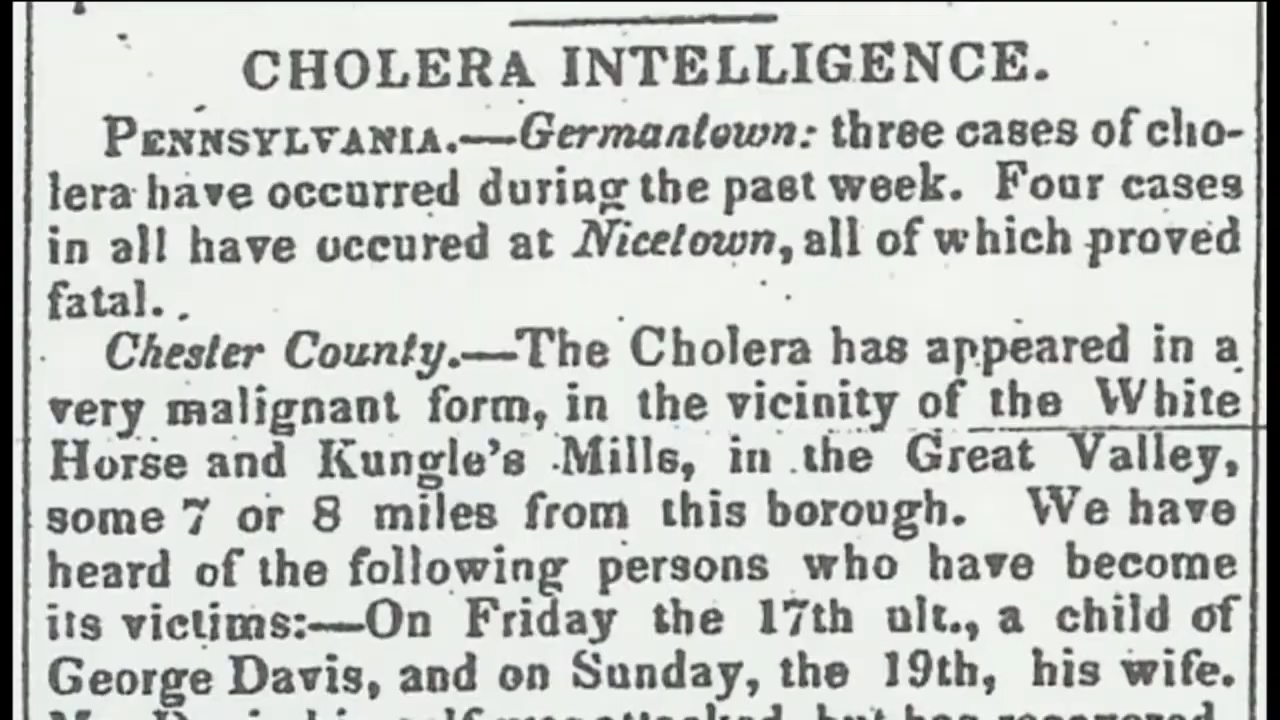 CHOLERA INTELLIGENCE.
PENNSYLVANIA.—Germantown: three cases of cho-
lera have occurred during the past week. Four cases
in all have occured at Nicetown, all of which proved
fatal.
Chester County.—The Cholera has appeared in a
very malignant form, in the vicinity of the White
Horse and Kungle's Mills, in the Great Valley,
some 7 or 8 miles from this borough. We have
heard of the following persons who have become
its victims:—On Friday the 17th ult., a child of
George Davis, and on Sunday, the 19th, his wife.